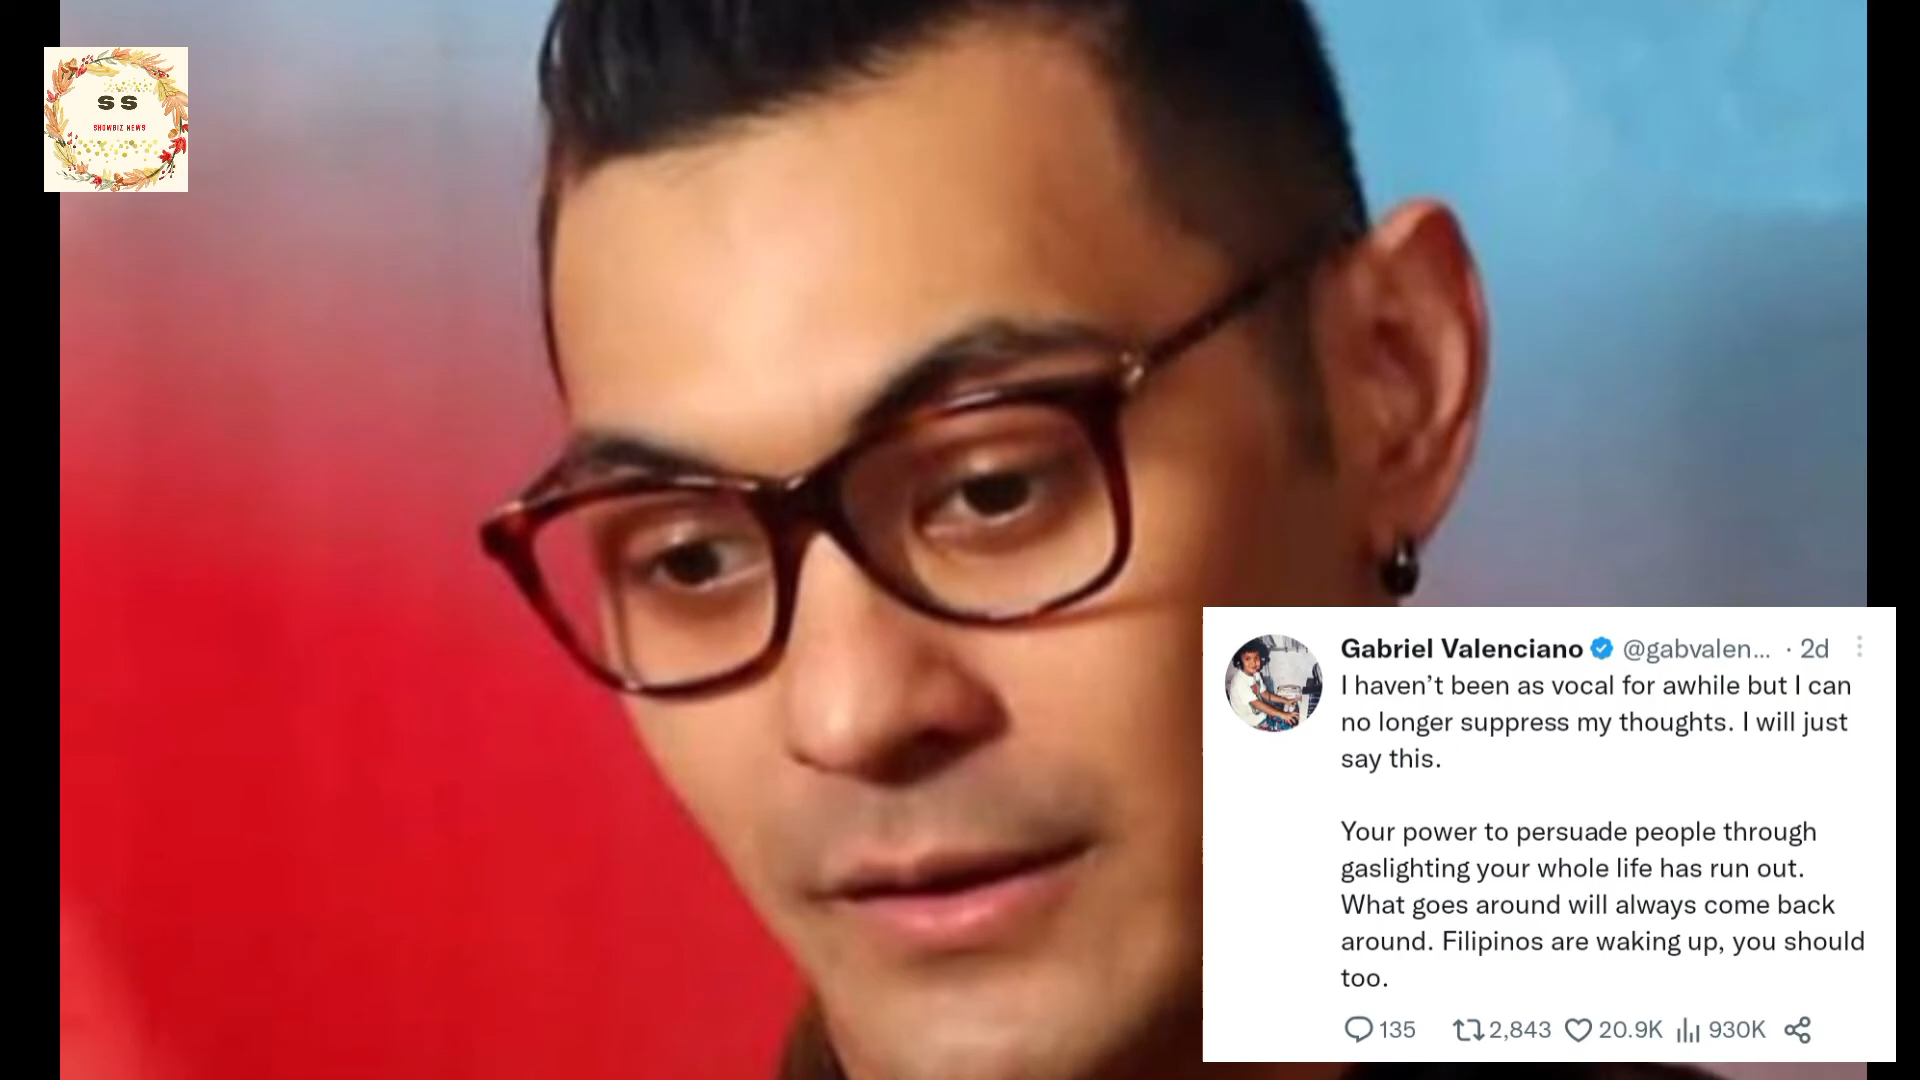 S S
SHOWBIZ NEWS
Gabriel Valenciano @gabvalen... · 2d
I haven’t been as vocal for awhile but I can
no longer suppress my thoughts. I will just
say this.
Your power to persuade people through
gaslighting your whole life has run out.
What goes around will always come back
around. Filipinos are waking up, you should
too.
135 2,843 20.9K 930K